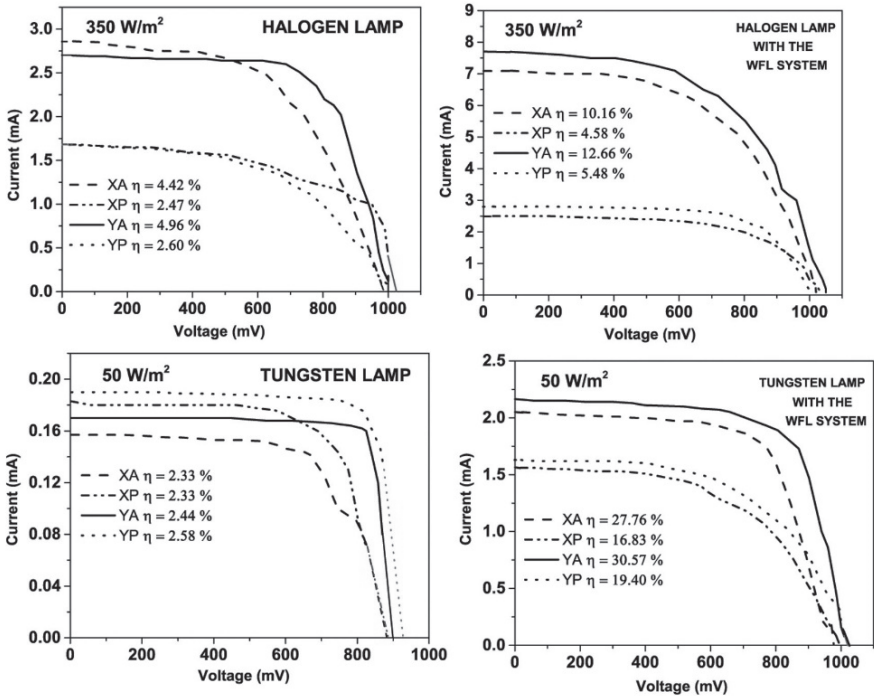 350 W/m² HALOGEN LAMP
3.0
2.5
2.0
1.5
1.0
0.5
0.0
Current (mA)
XA η = 4.42 %
XP η = 2.47 %
YA η = 4.96 %
YP η = 2.60 %
0 200 400 600 800 1000
Voltage (mV)
350 W/m²
HALOGEN LAMP
WITH THE
WFL SYSTEM
9
8
7
6
5
4
3
2
1
0
Current (mA)
XA η = 10.16 %
XP η = 4.58 %
YA η = 12.66 %
YP η = 5.48 %
0 200 400 600 800 1000
Voltage (mV)
50 W/m² TUNGSTEN LAMP
0.20
0.16
0.12
0.08
0.04
0.00
Current (mA)
XA η = 2.33 %
XP η = 2.33 %
YA η = 2.44 %
YP η = 2.58 %
0 200 400 600 800 1000
Voltage (mV)
50 W/m²
TUNGSTEN LAMP
WITH THE
WFL SYSTEM
2.5
2.0
1.5
1.0
0.5
0.0
Current (mA)
XA η = 27.76 %
XP η = 16.83 %
YA η = 30.57 %
YP η = 19.40 %
0 200 400 600 800 1000
Voltage (mV)